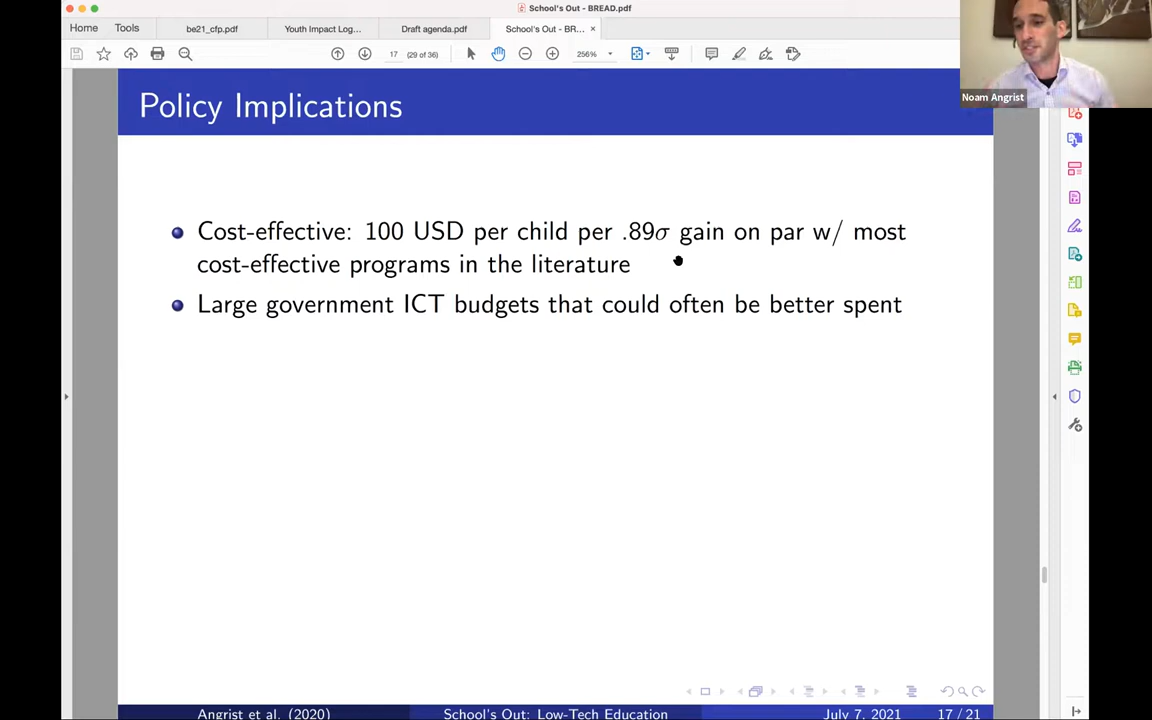 School's Out - BREAD.pdf
Home
Tools
be21_cfp.pdf
Youth Impact Log...
Draft agenda.pdf
School's Out - BR... ×
17
(29 of 36)
256%
Noam Angrist
Policy Implications
Cost-effective: 100 USD per child per .89σ gain on par w/ most
cost-effective programs in the literature
Large government ICT budgets that could often be better spent
Angrist et al. (2020)
School's Out: Low-Tech Education
July 7, 2021
17 / 21